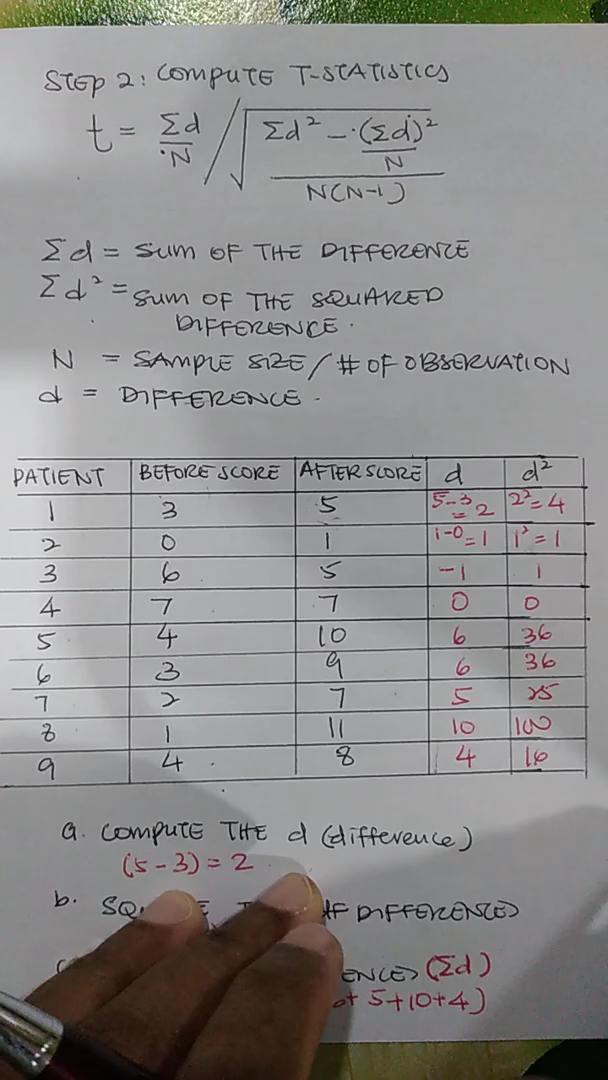 STEP 2: COMPUTE T-STATISTICS
t = Σd/N / √ Σd² - (Σd)²/N
N(N-1)
Σd = SUM OF THE DIFFERENCE
Σd² = SUM OF THE SQUARED
DIFFERENCE.
N = SAMPLE SIZE / # OF OBSERVATION
d = DIFFERENCE.
PATIENT BEFORE SCORE AFTER SCORE d d²
1 3 5 5-3=2 2²=4
2 0 1 1-0=1 1²=1
3 6 5 -1 1
4 7 7 0 0
5 4 10 6 36
6 3 9 6 36
7 2 7 5 25
8 1 11 10 100
9 4 8 4 16
a. COMPUTE THE d (difference)
(5-3) = 2
b. DIFFERENCES
(Σd)
+ 5+10+4)